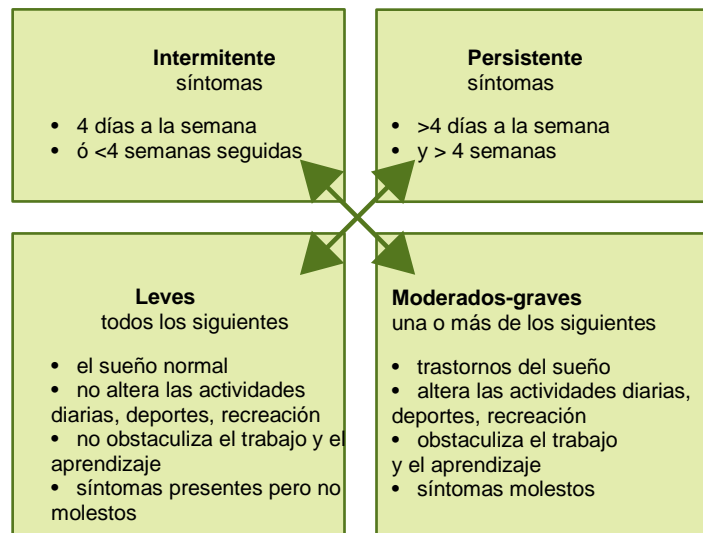 Intermitente
síntomas
• 4 días a la semana
• ó <4 semanas seguidas
Persistente
síntomas
• >4 días a la semana
• y > 4 semanas
Leves
todos los siguientes
• el sueño normal
• no altera las actividades
diarias, deportes, recreación
• no obstaculiza el trabajo y el
aprendizaje
• síntomas presentes pero no
molestos
Moderados-graves
una o más de los siguientes
• trastornos del sueño
• altera las actividades diarias,
deportes, recreación
• obstaculiza el trabajo
y el aprendizaje
• síntomas molestos